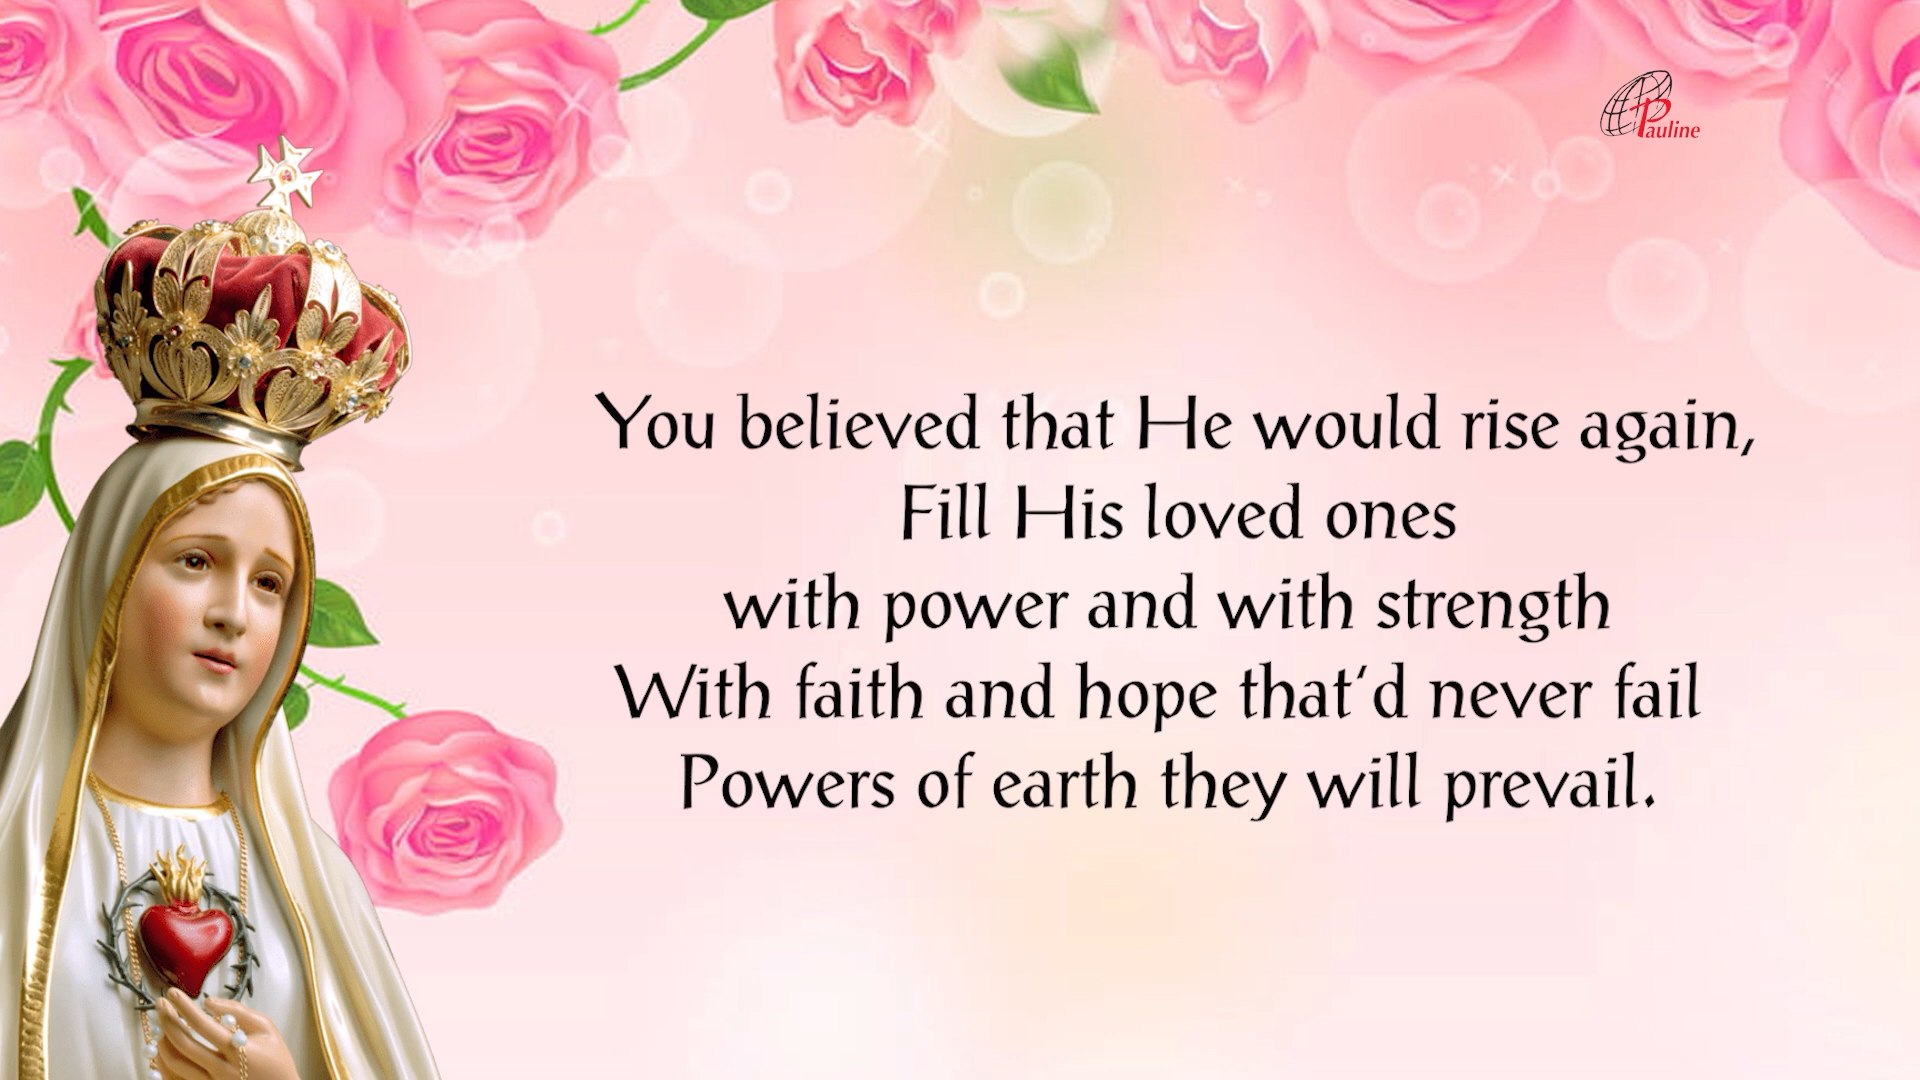 Pauline
You believed that He would rise again,
Fill His loved ones
with power and with strength
With faith and hope that'd never fail
Powers of earth they will prevail.